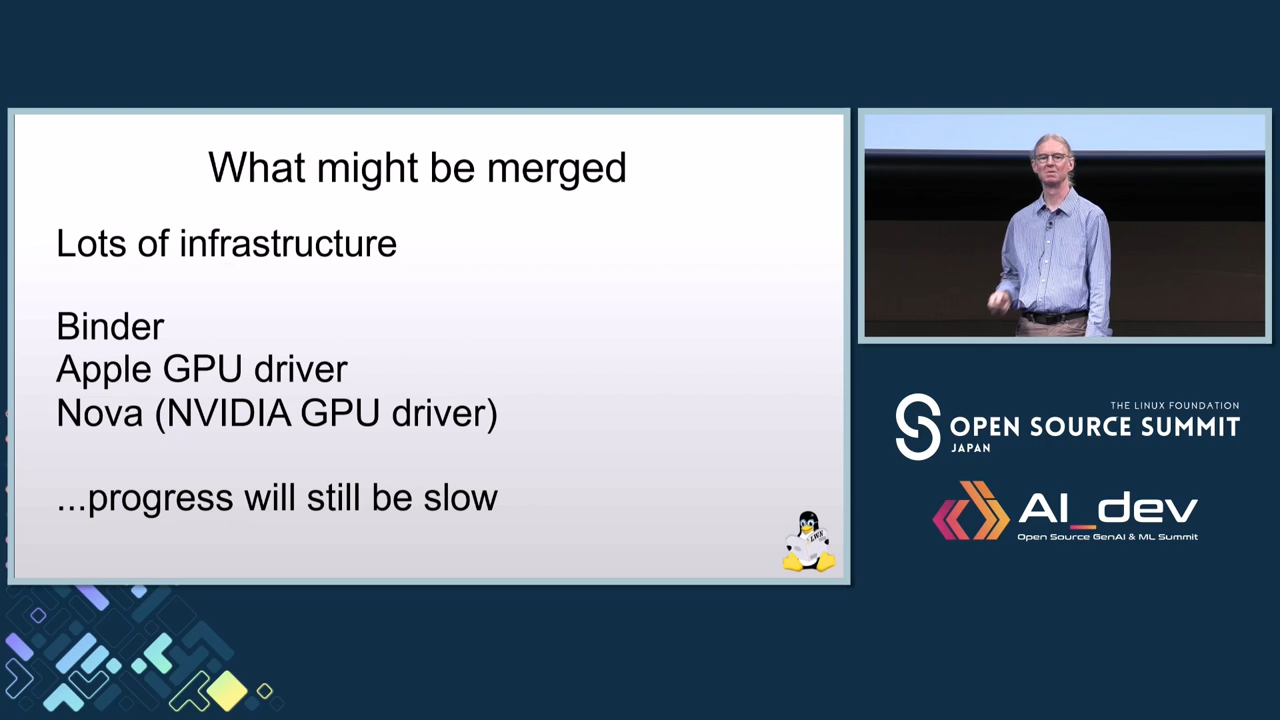 What might be merged
Lots of infrastructure
Binder
Apple GPU driver
Nova (NVIDIA GPU driver)
...progress will still be slow
LWN
THE LINUX FOUNDATION
OPEN SOURCE SUMMIT
JAPAN
AI_dev
Open Source GenAI & ML Summit